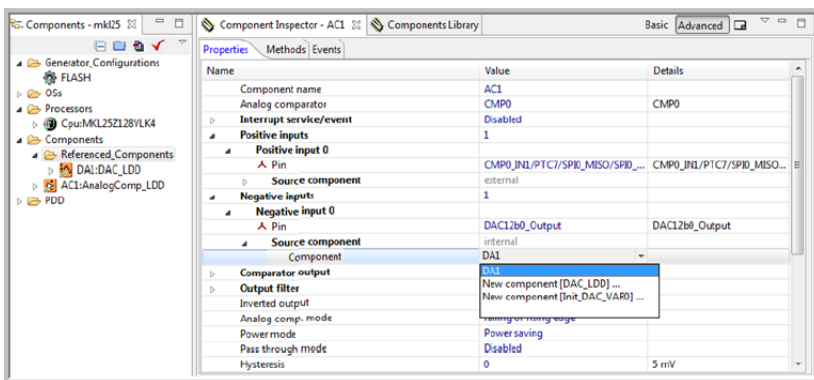 Components - mkl25
Component Inspector - AC1
Components Library
Basic
Advanced
Generator_Configurations
FLASH
OSs
Processors
Cpu:MKL25Z128VLK4
Components
Referenced_Components
DA1:DAC_LDD
AC1:AnalogComp_LDD
PDD
Properties
Methods
Events
Name Value Details
Component name AC1
Analog comparator CMP0 CMP0
Interrupt service/event Disabled
Positive inputs 1
Positive input 0
Pin CMP0_IN1/PTC7/SPI0_MISO/SPI0_... CMP0_IN1/PTC7/SPI0_MISO...
Source component external
Negative inputs 1
Negative input 0
Pin DAC12b0_Output DAC12b0_Output
Source component internal
Component DA1
DA1
New component [DAC_LDD] ...
New component [Init_DAC_VAR0] ...
Comparator output
Output filter
Inverted output
Analog comp. mode falling or rising edge
Power mode Power saving
Pass through mode Disabled
Hysteresis 0 5 mV